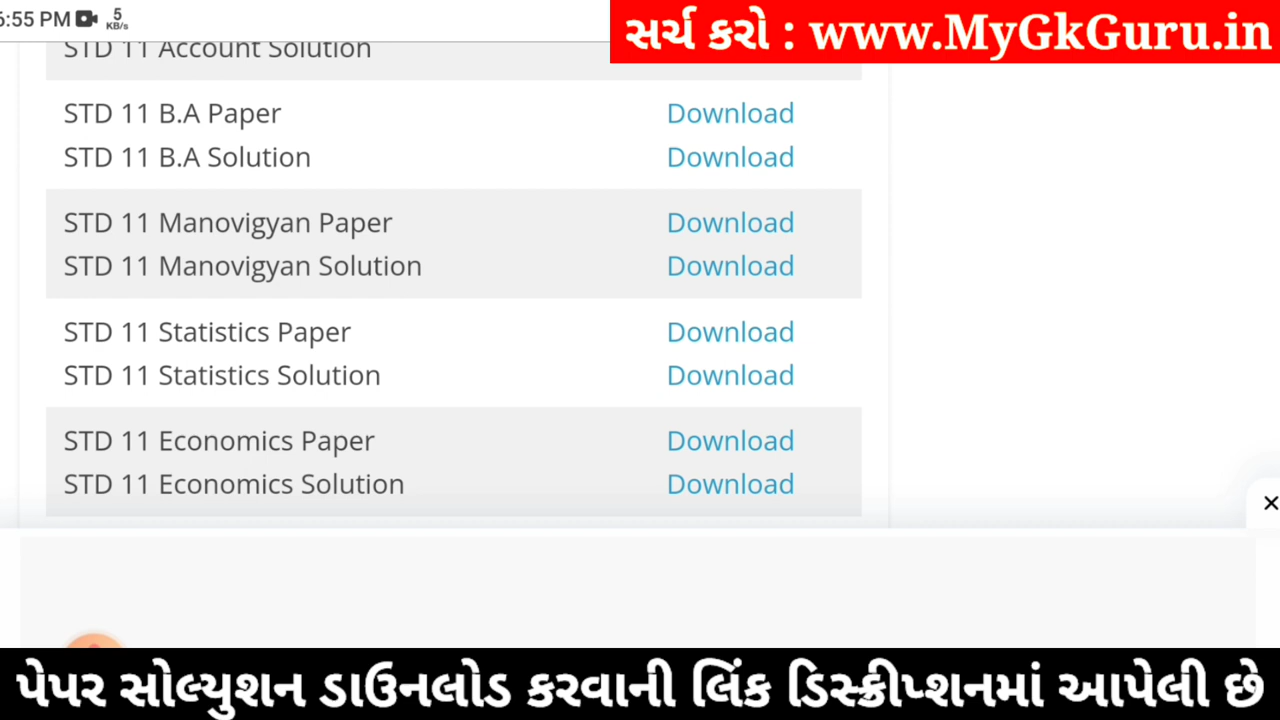 6:55 PM 5 KB/s
સર્ચ કરો : www.MyGkGuru.in
STD 11 Account Solution
STD 11 B.A Paper Download
STD 11 B.A Solution Download
STD 11 Manovigyan Paper Download
STD 11 Manovigyan Solution Download
STD 11 Statistics Paper Download
STD 11 Statistics Solution Download
STD 11 Economics Paper Download
STD 11 Economics Solution Download
પેપર સોલ્યુશન ડાઉનલોડ કરવાની લિંક ડિસ્ક્રીપ્શનમાં આપેલી છે